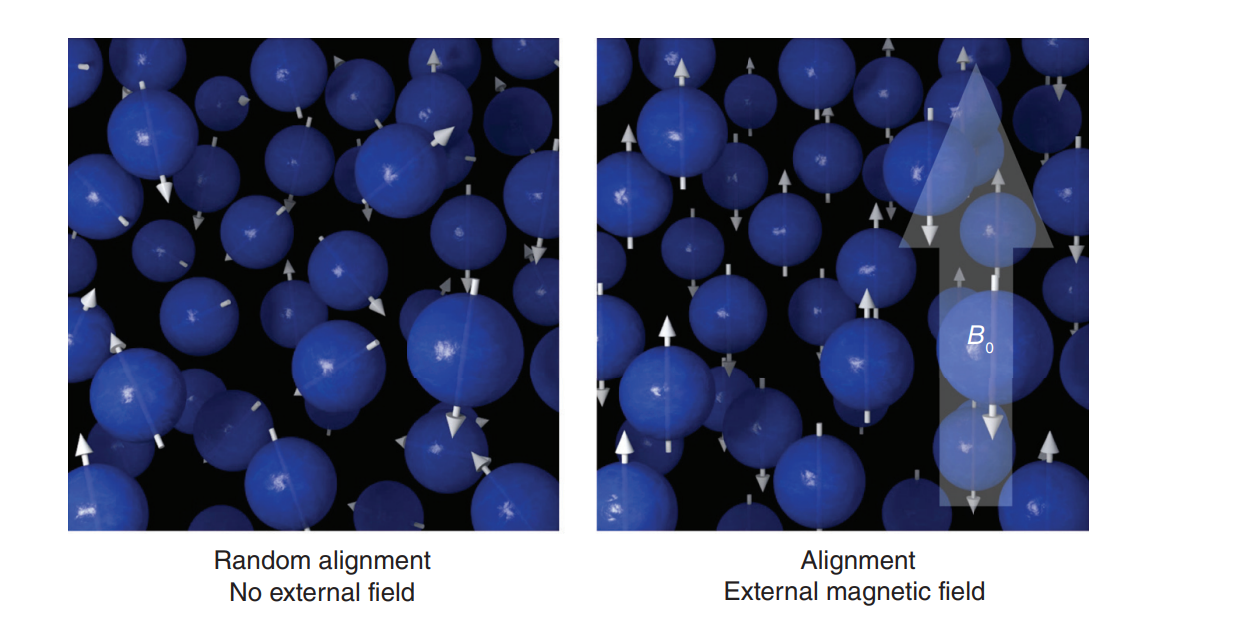 B0
Random alignment
No external field
Alignment
External magnetic field